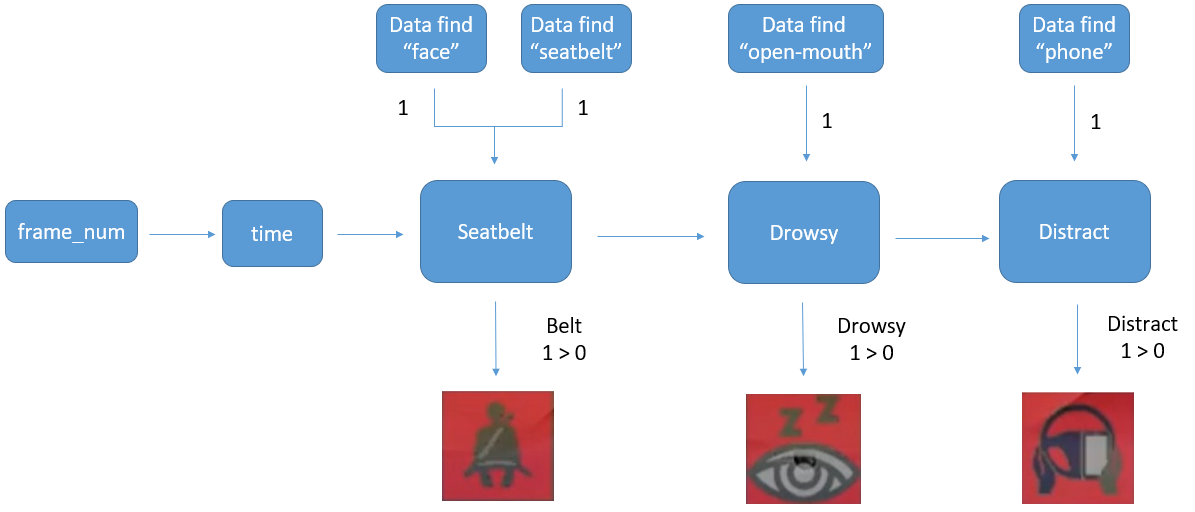 Data find
“face”
Data find
“seatbelt”
Data find
“open-mouth”
Data find
“phone”
1
1
1
1
frame_num
time
Seatbelt
Drowsy
Distract
Belt
1 > 0
Drowsy
1 > 0
Distract
1 > 0
Z
Z